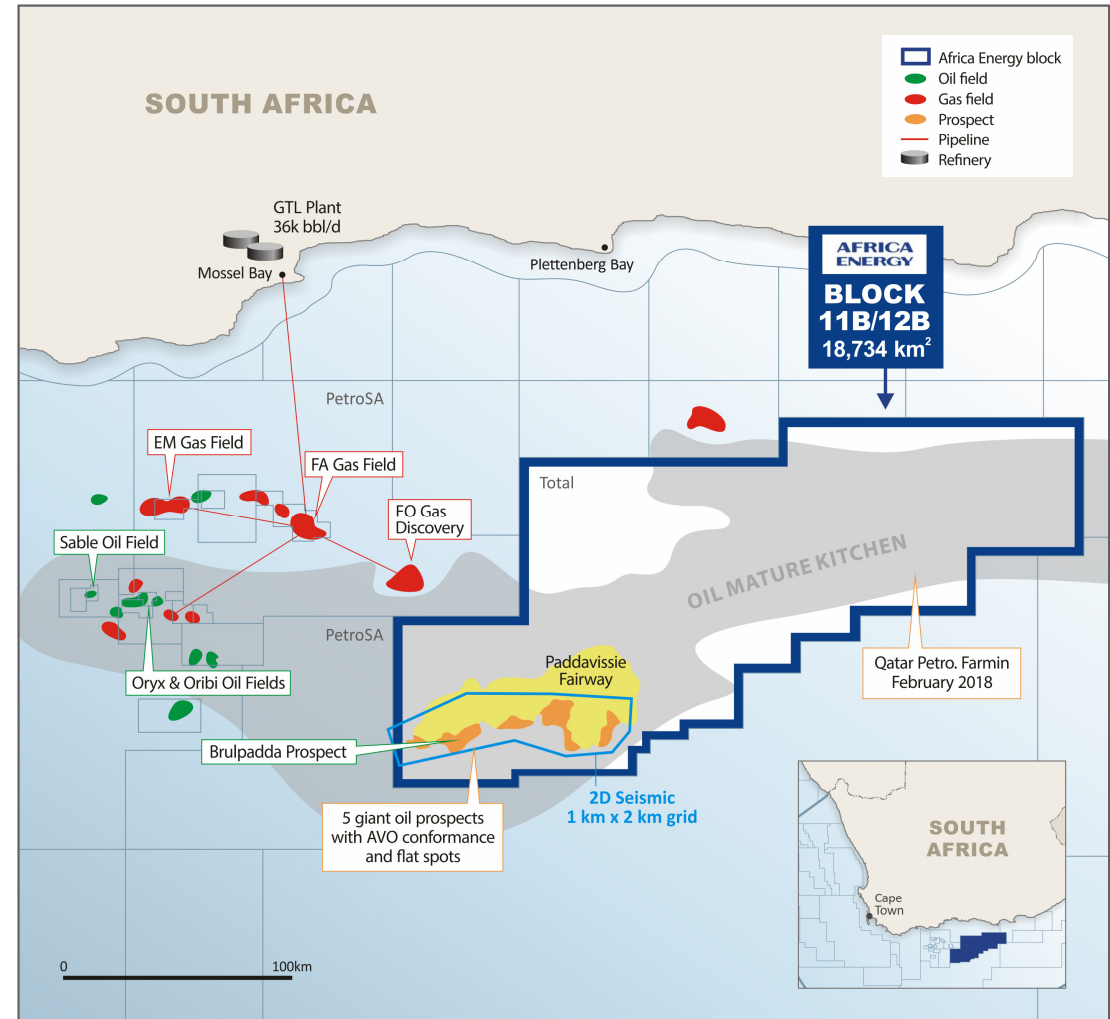 SOUTH AFRICA
Africa Energy block
Oil field
Gas field
Prospect
Pipeline
Refinery
GTL Plant
36k bbl/d
Mossel Bay
Plettenberg Bay
AFRICA
ENERGY
BLOCK
11B/12B
18,734 km²
PetroSA
EM Gas Field
FA Gas Field
FO Gas
Discovery
Total
Sable Oil Field
OIL MATURE KITCHEN
PetroSA
Paddavissie
Fairway
Qatar Petro. Farmin
February 2018
Oryx & Oribi Oil Fields
Brulpadda Prospect
2D Seismic
1 km x 2 km grid
5 giant oil prospects
with AVO conformance
and flat spots
SOUTH
AFRICA
Cape
Town
0 100km